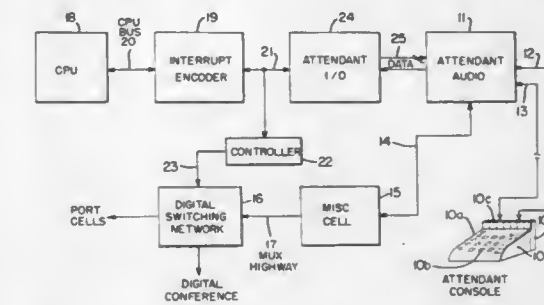 18
CPU
CPU
BUS
20
19
INTERRUPT
ENCODER
21
24
ATTENDANT
I/O
25
DATA
11
ATTENDANT
AUDIO
12
13
14
CONTROLLER
22
23
PORT
CELLS
DIGITAL
SWITCHING
NETWORK
16
17
MUX
HIGHWAY
15
MISC
CELL
DIGITAL
CONFERENCE
10a
10c
10b
ATTENDANT
CONSOLE